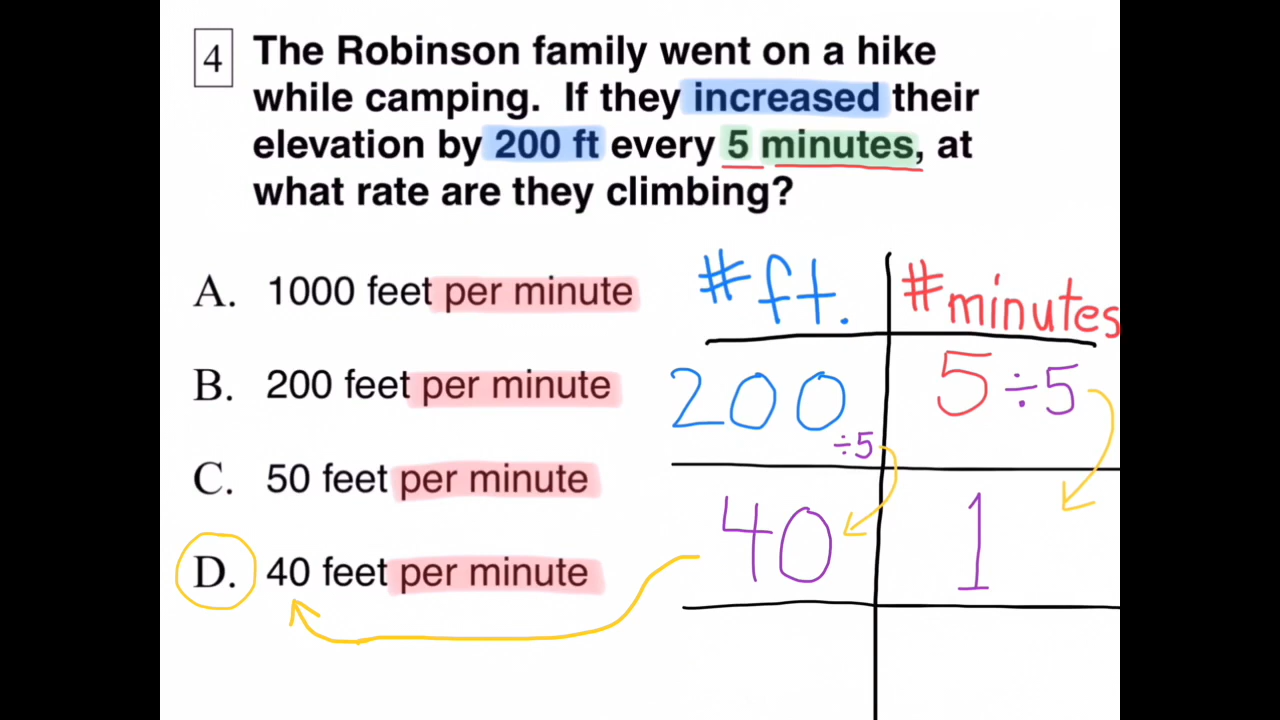 4 The Robinson family went on a hike
while camping. If they increased their
elevation by 200 ft every 5 minutes, at
what rate are they climbing?
A. 1000 feet per minute
B. 200 feet per minute
C. 50 feet per minute
D. 40 feet per minute
#ft. #minutes
200 ÷5 5 ÷5
40 1